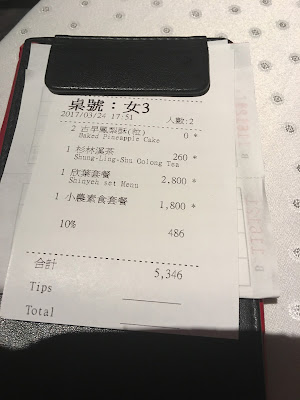 桌號：女3
2017/03/24 17:51 人數:2
2 古早鳳梨酥(粒) 0 *
Baked Pineapple Cake
1 杉林溪茶 260 *
Shung-Ling-Shu Oolong Tea
1 欣葉套餐 2,800 *
Shinyeh set Menu
1 小農素食套餐 1,800 *
10% 486
合計 5,346
Tips
Total